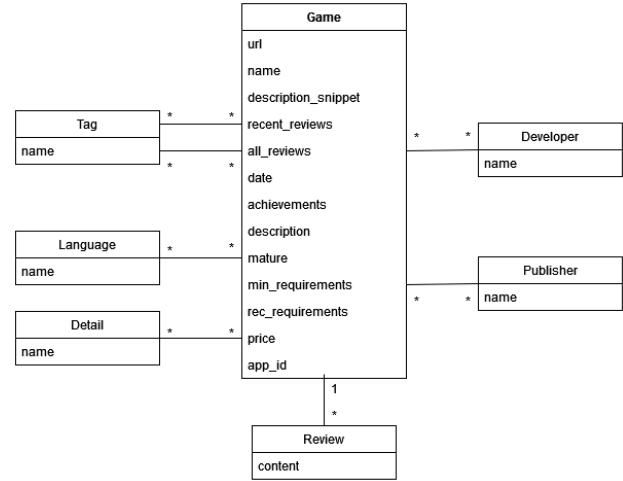 Game
url
name
description_snippet
recent_reviews
all_reviews
date
achievements
description
mature
min_requirements
rec_requirements
price
app_id
Tag
name
* *
* *
Language
name
* *
Detail
name
* *
Developer
name
* *
Publisher
name
* *
1
*
Review
content